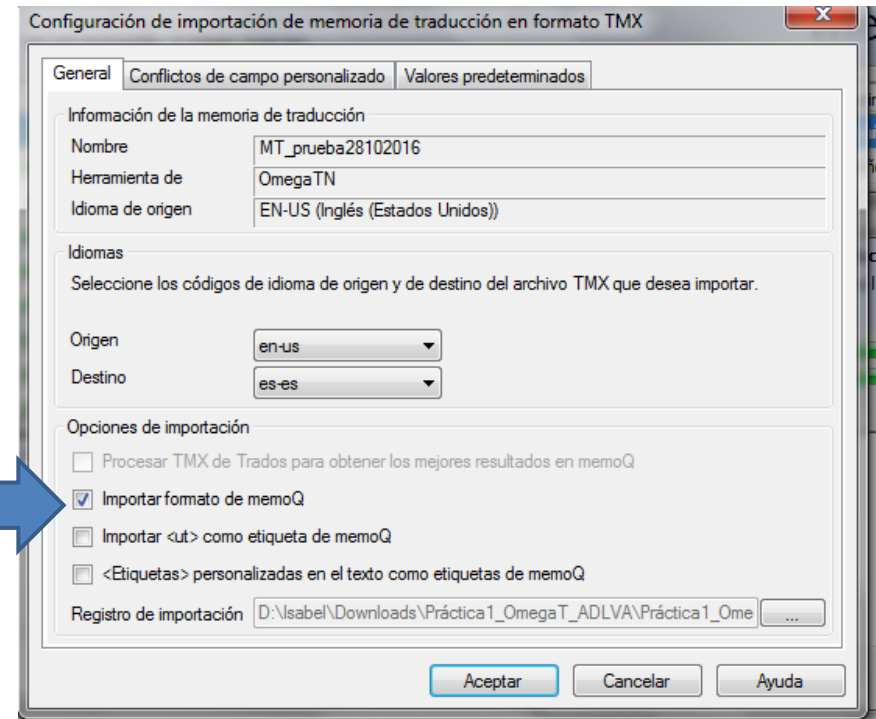 Configuración de importación de memoria de traducción en formato TMX
General Conflictos de campo personalizado Valores predeterminados
Información de la memoria de traducción
Nombre MT_prueba28102016
Herramienta de OmegaTN
Idioma de origen EN-US (Inglés (Estados Unidos))
Idiomas
Seleccione los códigos de idioma de origen y de destino del archivo TMX que desea importar.
Origen en-us
Destino es-es
Opciones de importación
Procesar TMX de Trados para obtener los mejores resultados en memoQ
Importar formato de memoQ
Importar <ut> como etiqueta de memoQ
<Etiquetas> personalizadas en el texto como etiquetas de memoQ
Registro de importación D:\Isabel\Downloads\Práctica1_OmegaT_ADLVA\Práctica1_Ome ...
Aceptar Cancelar Ayuda